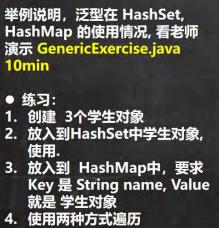 举例说明，泛型在 HashSet,
HashMap 的使用情况, 看老师
演示 GenericExercise.java
10min
● 练习：
1. 创建 3个学生对象
2. 放入到HashSet中学生对象,
使用.
3. 放入到 HashMap中，要求
Key 是 String name, Value
就是 学生对象
4. 使用两种方式遍历